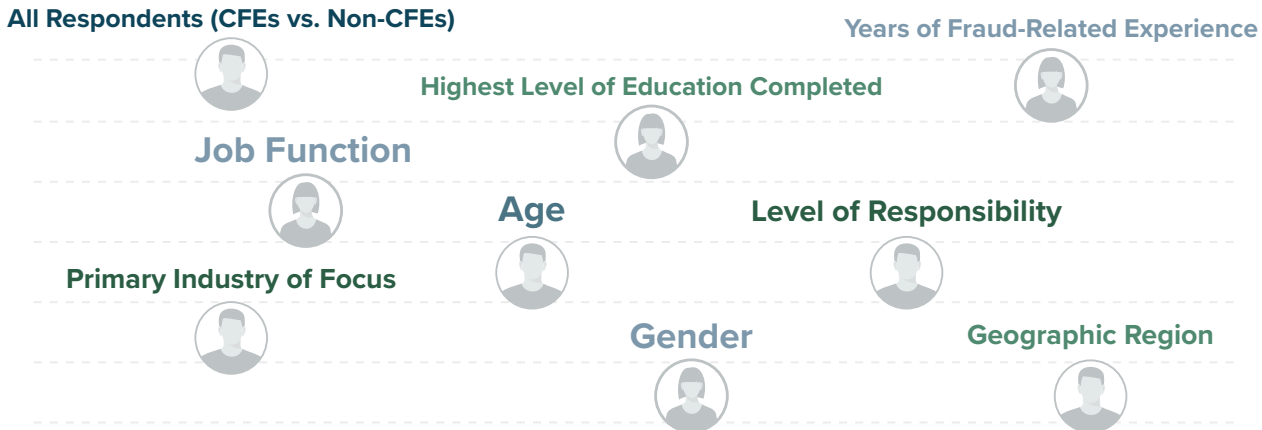 All Respondents (CFEs vs. Non-CFEs)
Years of Fraud-Related Experience
Highest Level of Education Completed
Job Function
Age
Level of Responsibility
Primary Industry of Focus
Gender
Geographic Region